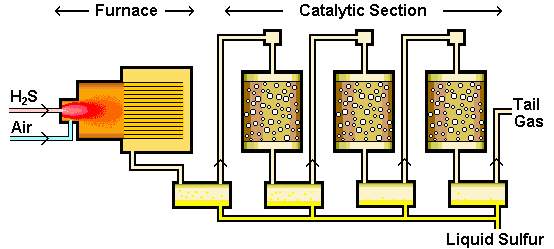 Furnace
Catalytic Section
H₂S
Air
Tail
Gas
Liquid Sulfur